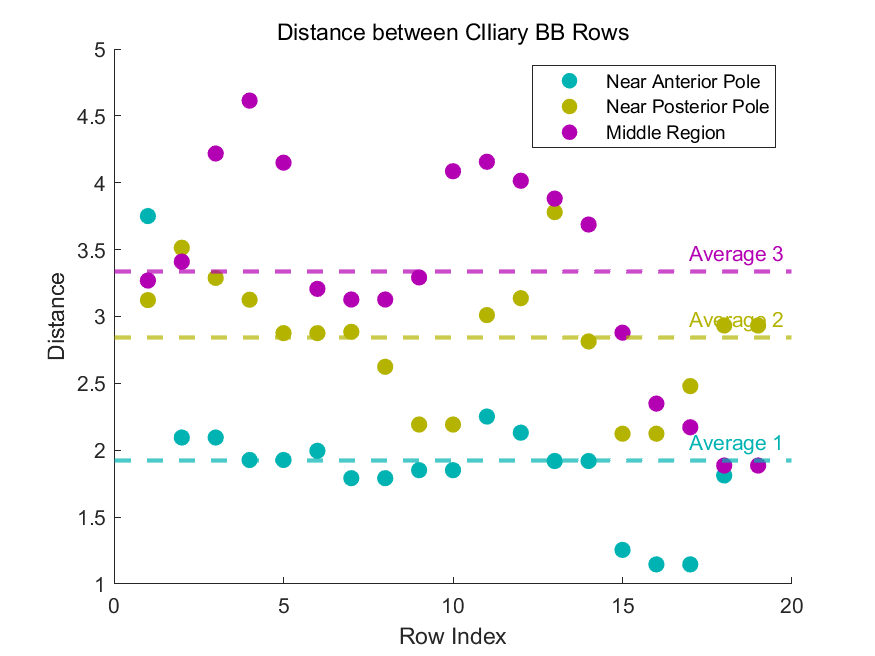 Distance between CIliary BB Rows
5
4.5
4
3.5
3
2.5
2
1.5
1
Distance
Near Anterior Pole
Near Posterior Pole
Middle Region
Average 3
Average 2
Average 1
0
5
10
15
20
Row Index